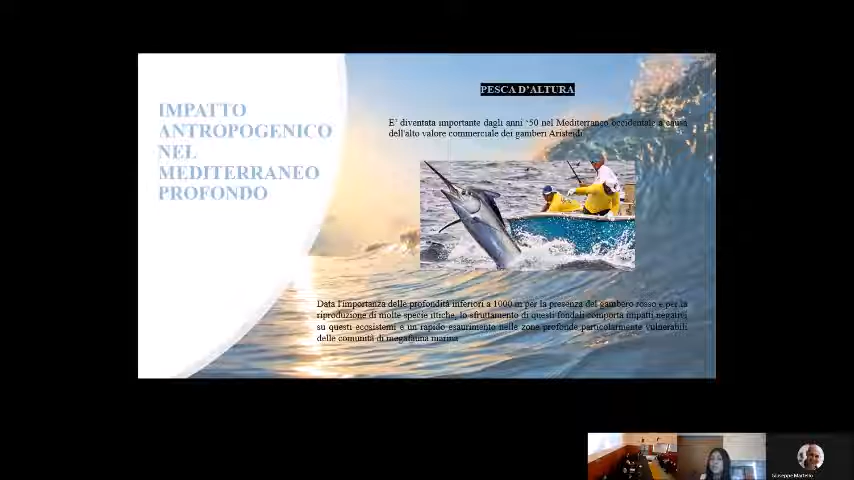 IMPATTO
ANTROPOGENICO
NEL
MEDITERRANEO
PROFONDO
PESCA D'ALTURA
E' diventata importante dagli anni '50 nel Mediterraneo occidentale a causa
dell'alto valore commerciale dei gamberi Aristeidi
Data l'importanza delle profondità inferiori a 1000 m per la presenza del gambero rosso e per la
riproduzione di molte specie ittiche, lo sfruttamento di questi fondali comporta impatti negativi
su questi ecosistemi e un rapido esaurimento nelle zone profonde particolarmente vulnerabili
delle comunità di megafauna marina
Giuseppe Martello